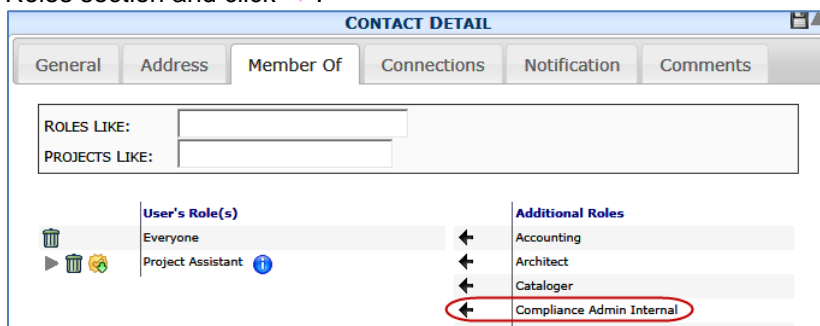 Roles section and click
CONTACT DETAIL
General Address Member Of Connections Notification Comments
ROLES LIKE:
PROJECTS LIKE:
User's Role(s) Additional Roles
Everyone Accounting
Project Assistant Architect
Cataloger
Compliance Admin Internal